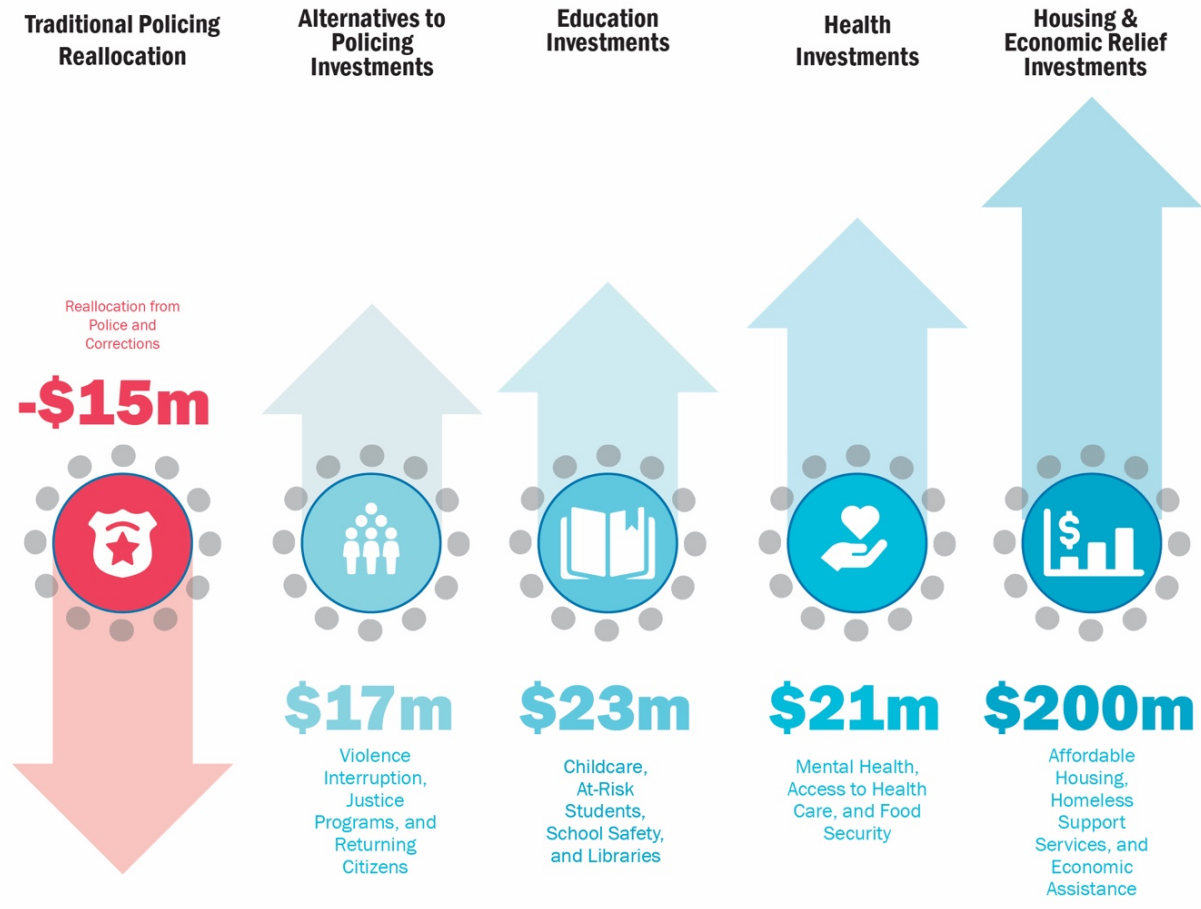 Traditional Policing
Reallocation
Reallocation from
Police and
Corrections
-$15m
Alternatives to
Policing
Investments
$17m
Violence
Interruption,
Justice
Programs, and
Returning
Citizens
Education
Investments
$23m
Childcare,
At-Risk
Students,
School Safety,
and Libraries
Health
Investments
$21m
Mental Health,
Access to Health
Care, and Food
Security
Housing &
Economic Relief
Investments
$
$200m
Affordable
Housing,
Homeless
Support
Services, and
Economic
Assistance